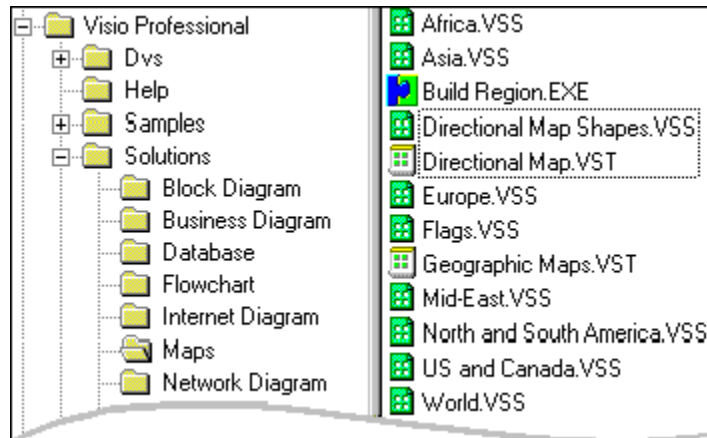 Visio Professional
Dvs
Help
Samples
Solutions
Block Diagram
Business Diagram
Database
Flowchart
Internet Diagram
Maps
Network Diagram
Africa.VSS
Asia.VSS
Build Region.EXE
Directional Map Shapes.VSS
Directional Map.VST
Europe.VSS
Flags.VSS
Geographic Maps.VST
Mid-East.VSS
North and South America.VSS
US and Canada.VSS
World.VSS